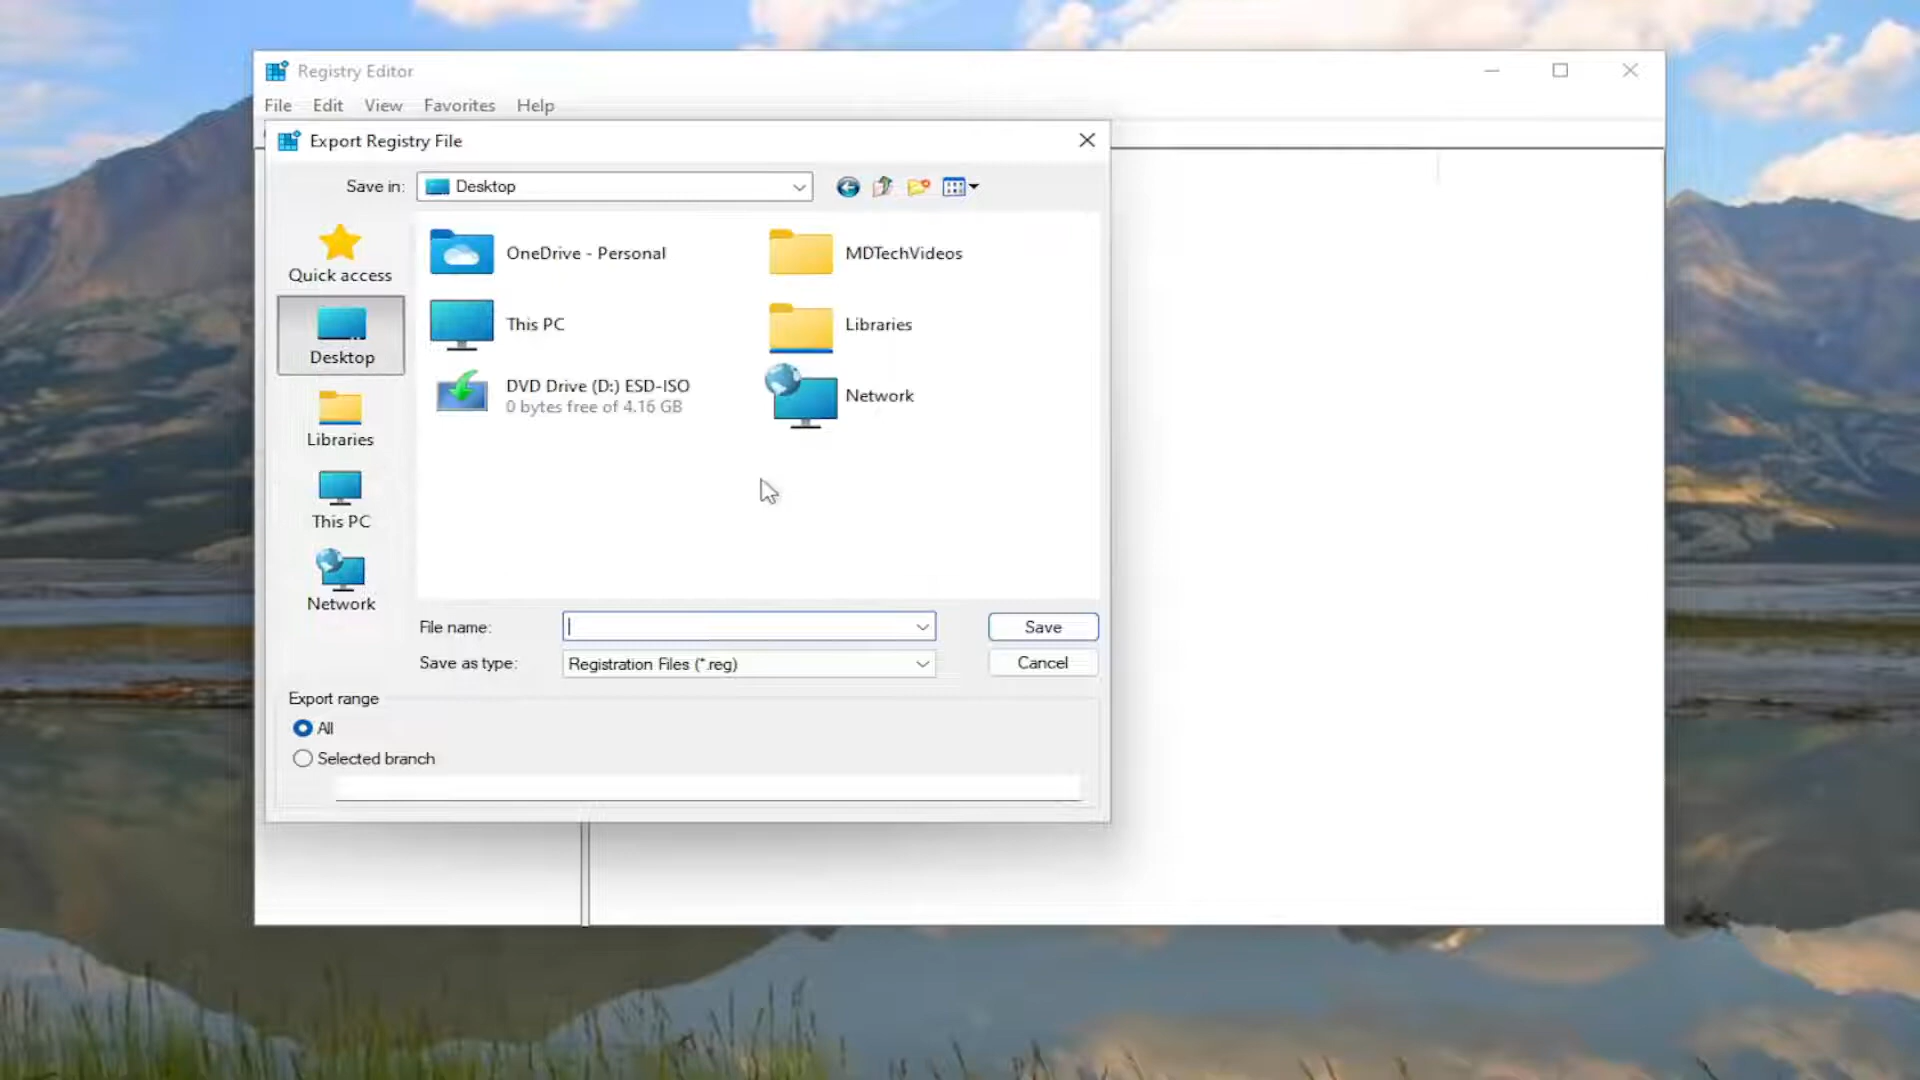 Registry Editor
File Edit View Favorites Help
Export Registry File
Save in: Desktop
Quick access
Desktop
Libraries
This PC
Network
OneDrive - Personal
MDTechVideos
This PC
Libraries
DVD Drive (D:) ESD-ISO
0 bytes free of 4.16 GB
Network
File name:
Save
Save as type: Registration Files (*.reg)
Cancel
Export range
All
Selected branch